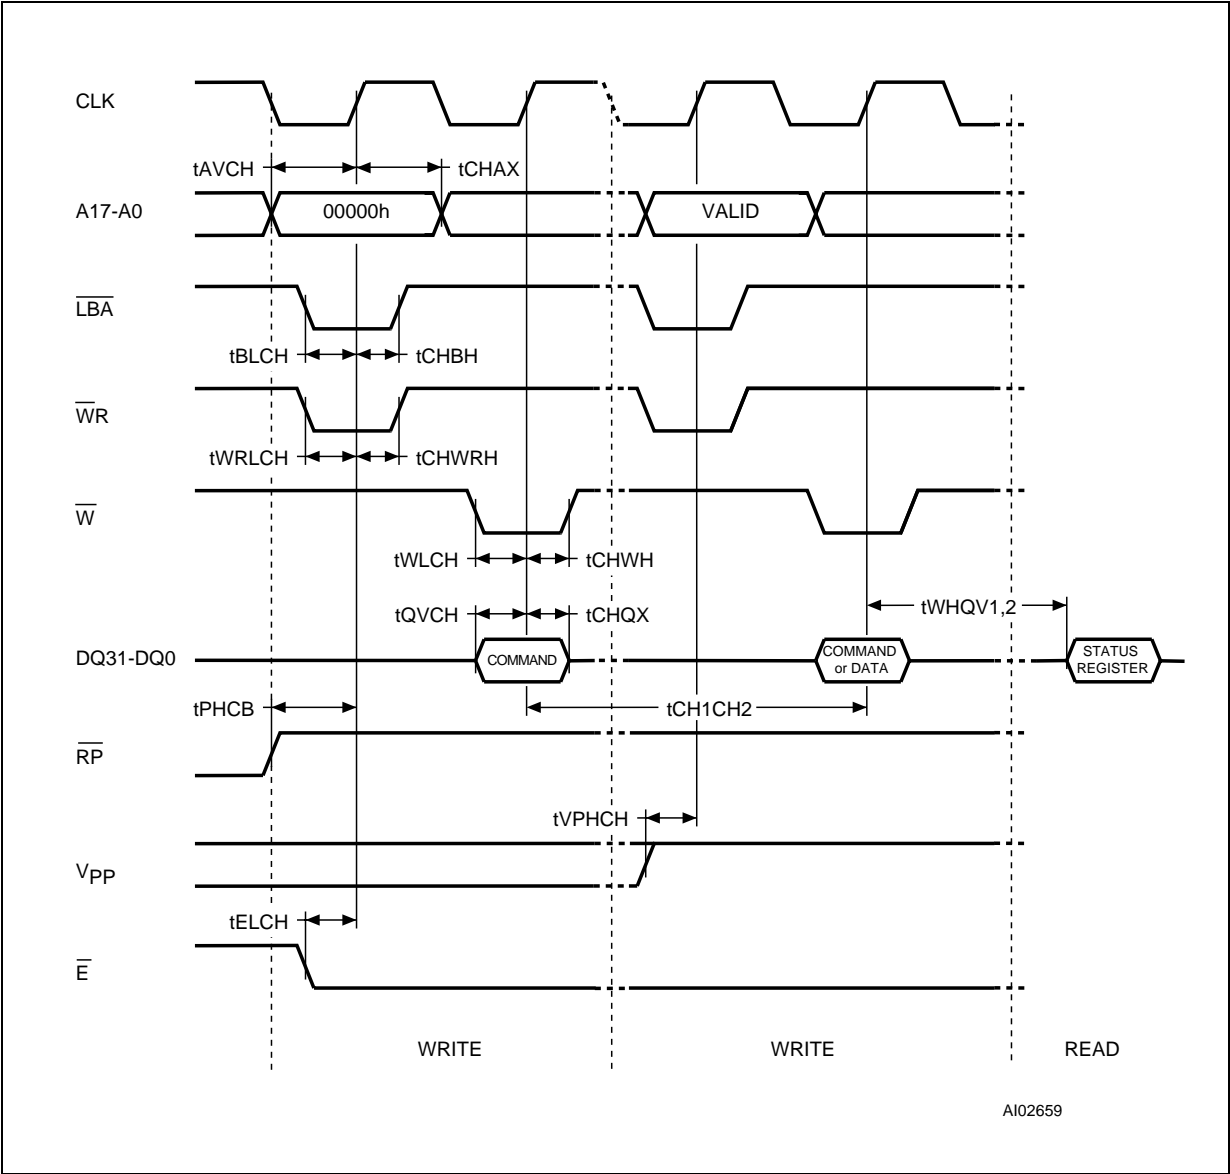 CLK
tAVCH
tCHAX
A17-A0
00000h
VALID
LBA
tBLCH
tCHBH
WR
tWRLCH
tCHWRH
W
tWLCH
tCHWH
tQVCH
tCHQX
tWHQV1,2
DQ31-DQ0
COMMAND
COMMAND
or DATA
STATUS
REGISTER
tPHCB
tCH1CH2
RP
tVPHCH
VPP
tELCH
E
WRITE
WRITE
READ
AI02659